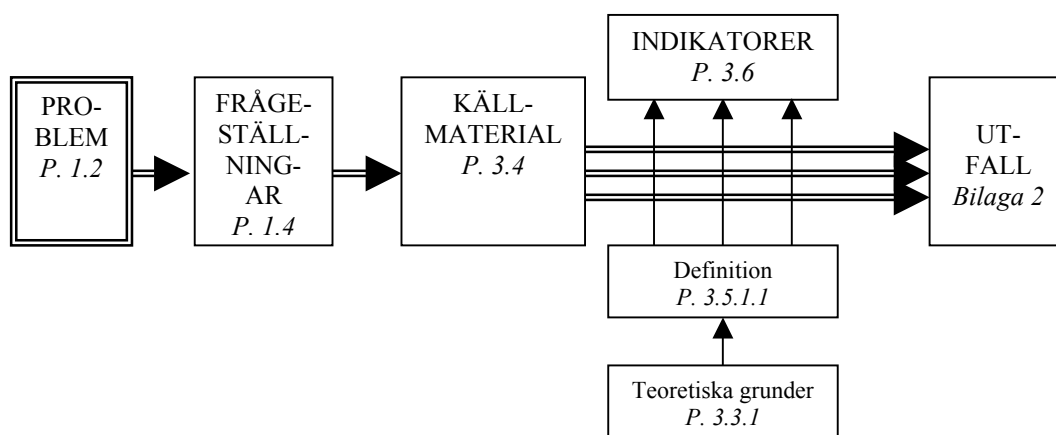 PRO-
BLEM
P. 1.2
FRÅGE-
STÄLL-
NING-
AR
P. 1.4
KÄLL-
MATERIAL
P. 3.4
INDIKATORER
P. 3.6
UT-
FALL
Bilaga 2
Definition
P. 3.5.1.1
Teoretiska grunder
P. 3.3.1